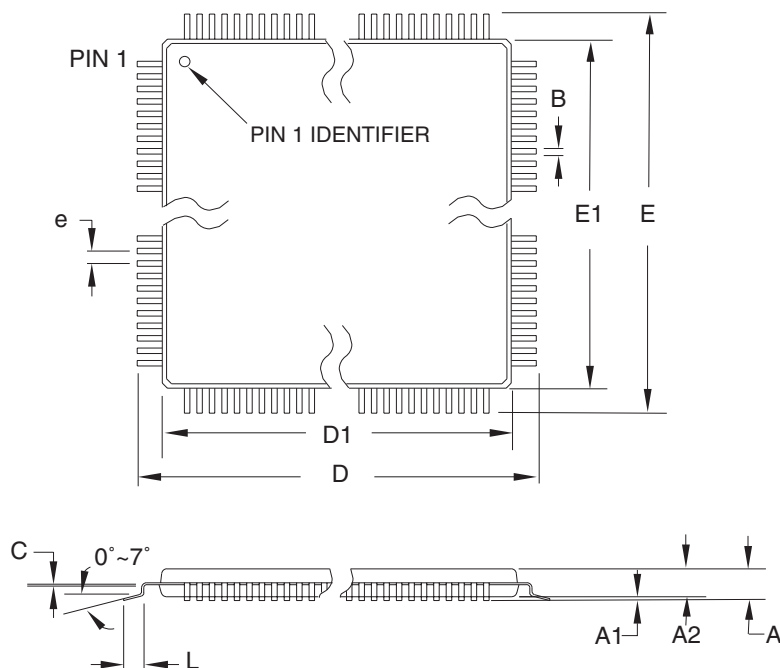 PIN 1
PIN 1 IDENTIFIER
B
e
E1
E
D1
D
C
0˚~7˚
L
A1
A2
A